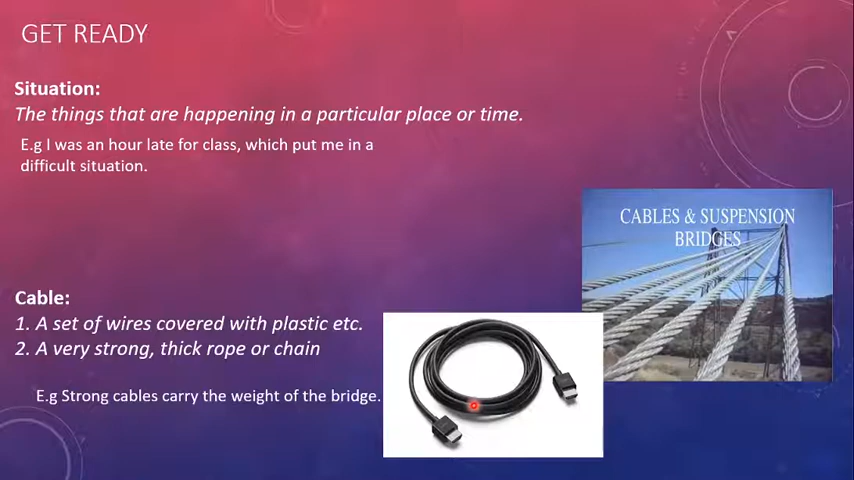 GET READY
Situation:
The things that are happening in a particular place or time.
E.g I was an hour late for class, which put me in a
difficult situation.
CABLES & SUSPENSION
BRIDGES
Cable:
1. A set of wires covered with plastic etc.
2. A very strong, thick rope or chain
E.g Strong cables carry the weight of the bridge.